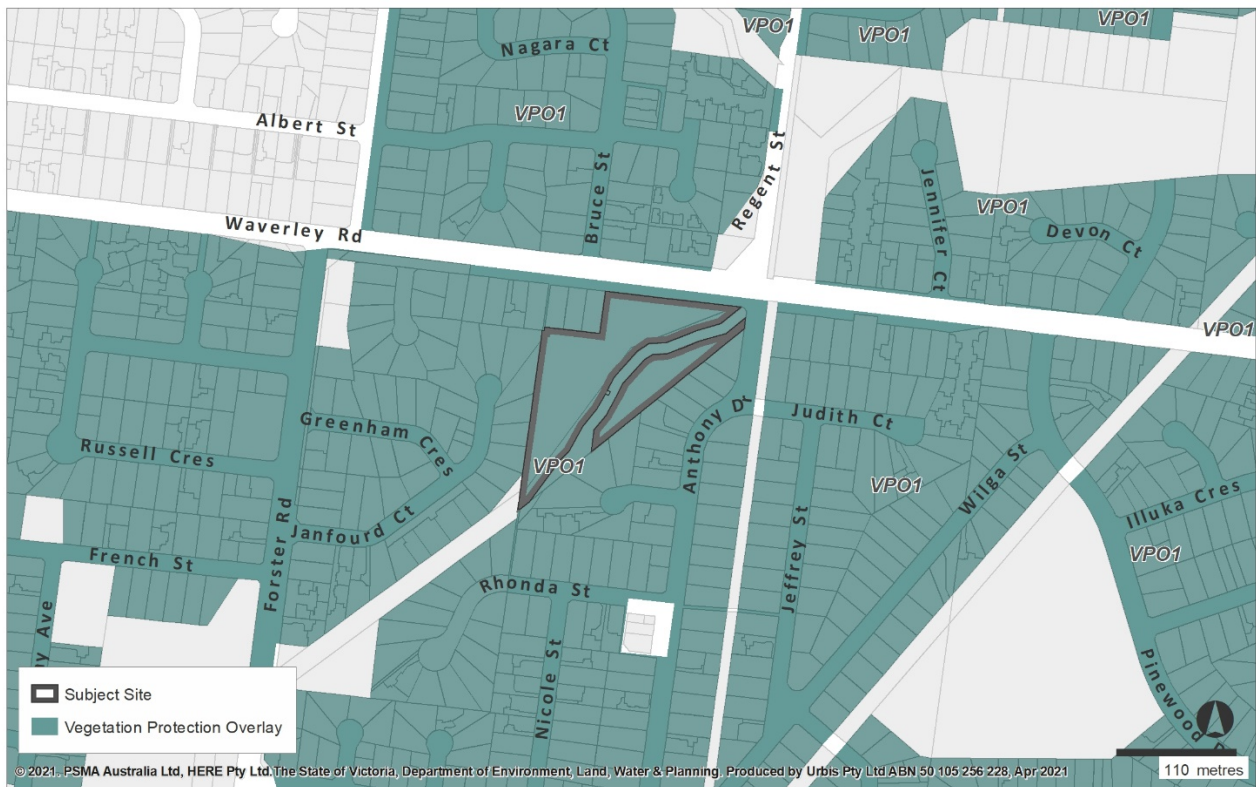 VPO1
VPO1
VPO1
Nagara Ct
VPO1
Albert St
Regent St
Bruce St
Jennifer Ct
VPO1
Waverley Rd
Devon Ct
VPO1
Anthony Dr
Judith Ct
Greenham Cres
Russell Cres
VPO1
VPO1
Wilga St
Illuka Cres
Janfourd Ct
Forster Rd
French St
VPO1
Jeffrey St
Rhonda St
Nicole St
Ave
Pinewood
Subject Site
Vegetation Protection Overlay
© 2021. PSMA Australia Ltd, HERE Pty Ltd.The State of Victoria, Department of Environment, Land, Water & Planning. Produced by Urbis Pty Ltd ABN 50 105 256 228, Apr 2021
110 metres